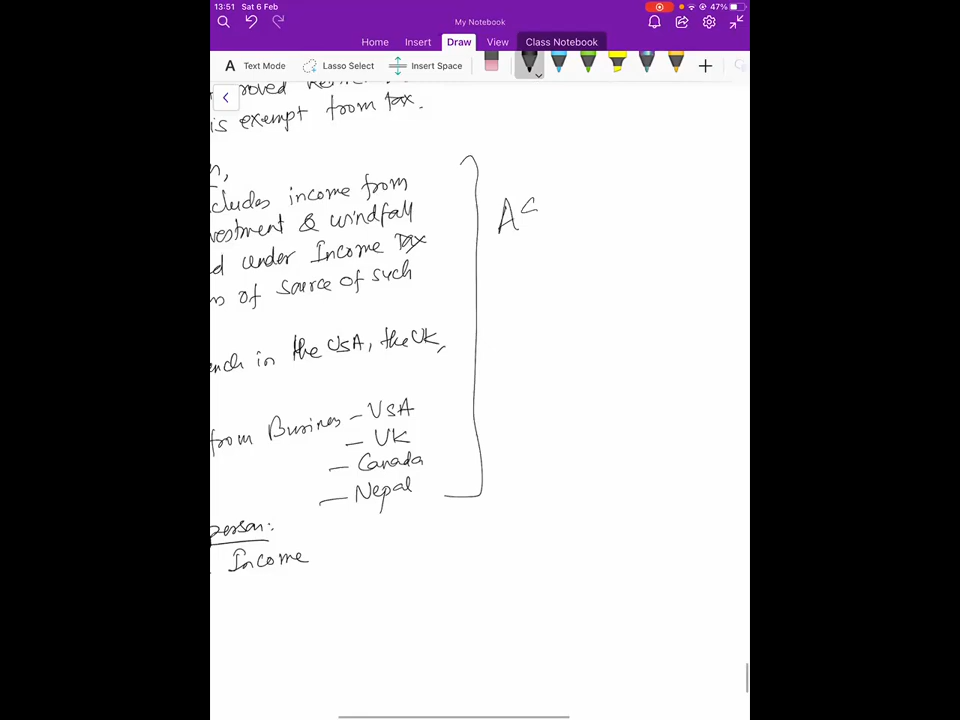 13:51 Sat 6 Feb
47%
My Notebook
Home Insert Draw View Class Notebook
A Text Mode Lasso Select Insert Space
is exempt from tax.
cludes income from
vestment & windfall
d under Income tax
of source of such
nch in the USA, the UK,
from Business - USA
- UK
- Canada
- Nepal
person:
Income